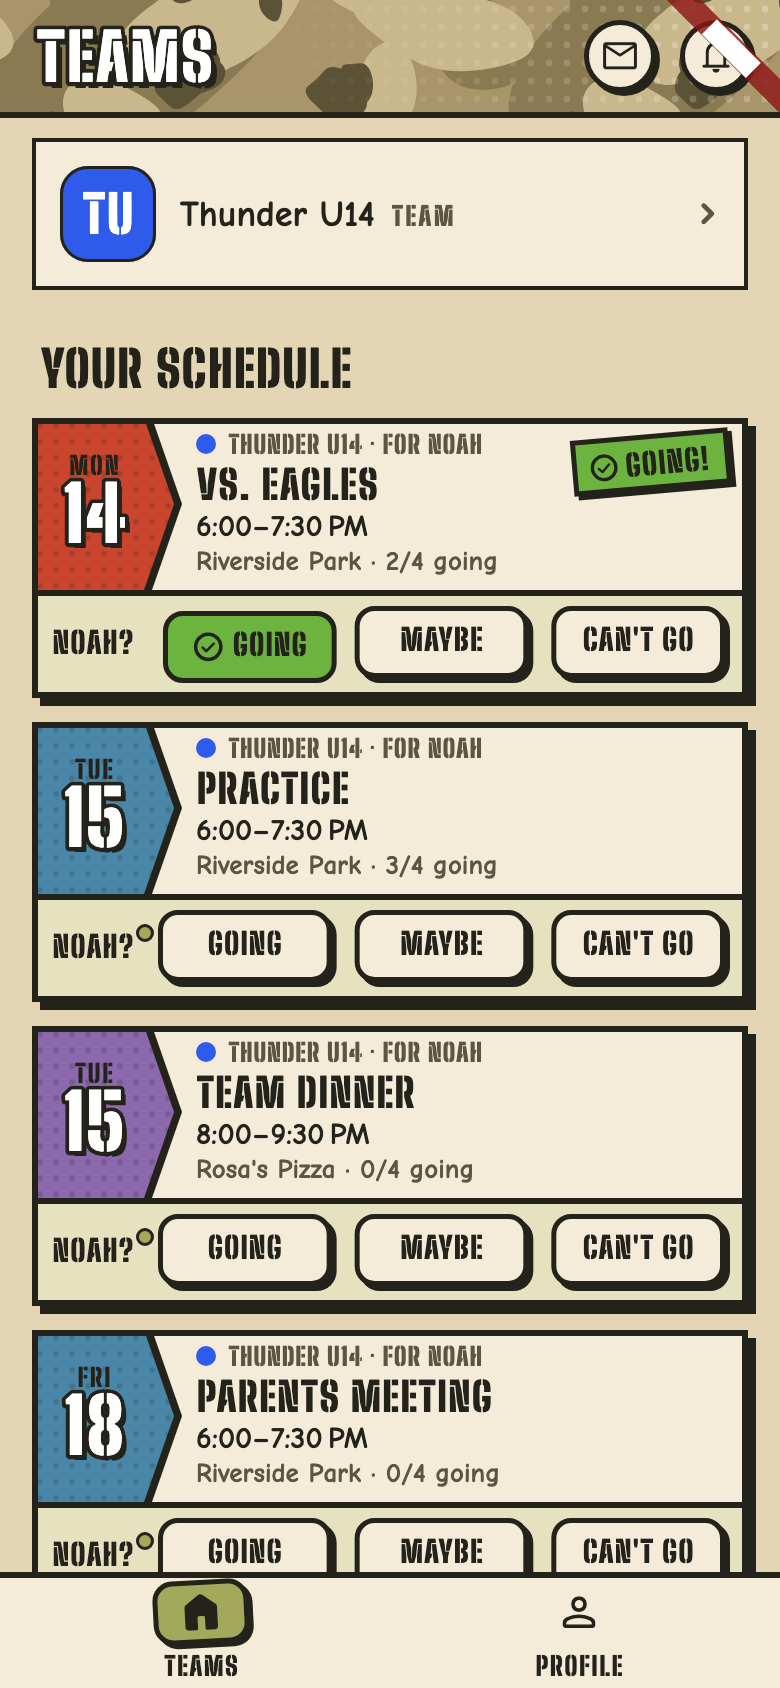 TEAMS
TU
Thunder U14 TEAM
YOUR SCHEDULE
MON
14
THUNDER U14 · FOR NOAH
VS. EAGLES
6:00–7:30 PM
Riverside Park · 2/4 going
GOING!
NOAH?
GOING
MAYBE
CAN'T GO
TUE
15
THUNDER U14 · FOR NOAH
PRACTICE
6:00–7:30 PM
Riverside Park · 3/4 going
NOAH?
GOING
MAYBE
CAN'T GO
TUE
15
THUNDER U14 · FOR NOAH
TEAM DINNER
8:00–9:30 PM
Rosa's Pizza · 0/4 going
NOAH?
GOING
MAYBE
CAN'T GO
FRI
18
THUNDER U14 · FOR NOAH
PARENTS MEETING
6:00–7:30 PM
Riverside Park · 0/4 going
NOAH?
GOING
MAYBE
CAN'T GO
TEAMS
PROFILE